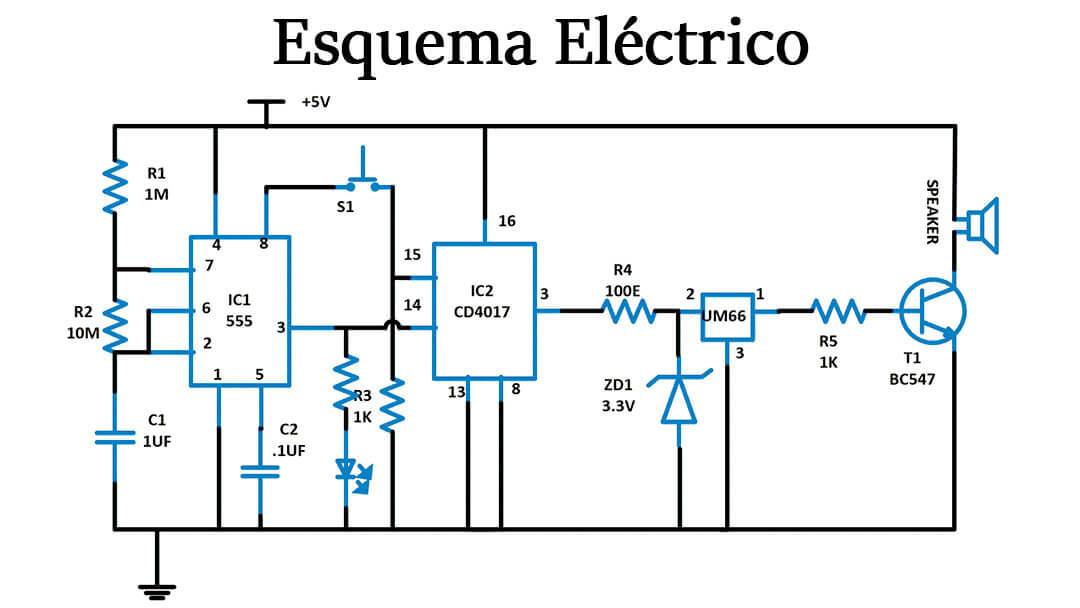 Esquema Eléctrico
+5V
R1
1M
S1
16
SPEAKER
4
8
7
15
IC1
555
6
14
IC2
CD4017
R4
100E
3
2
UM66
1
R2
10M
3
2
R5
1K
3
T1
BC547
1
5
13
8
ZD1
3.3V
R3
1K
C1
1UF
C2
.1UF